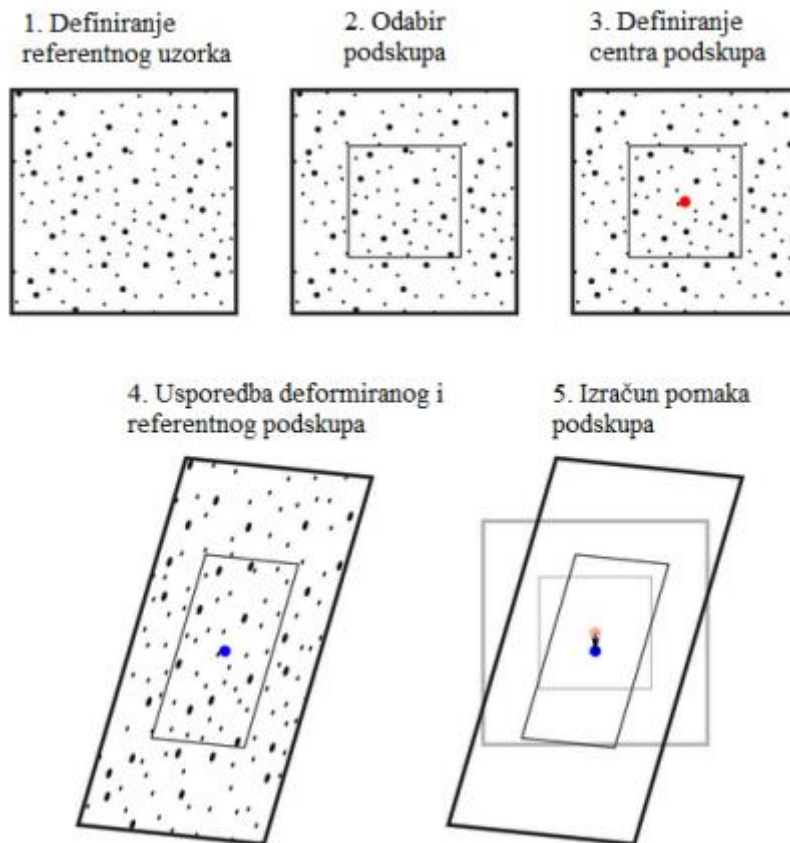 1. Definiranje
referentnog uzorka
2. Odabir
podskupa
3. Definiranje
centra podskupa
4. Usporedba deformiranog i
referentnog podskupa
5. Izračun pomaka
podskupa